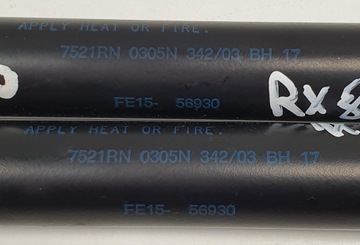 APPLY HEAT OR FIRE.
7521RN 0305N 342/03 BH 17
FE15- 56930
RX
APPLY HEAT OR FIRE.
7521RN 0305N 342/03 BH 17
FE15- 56930